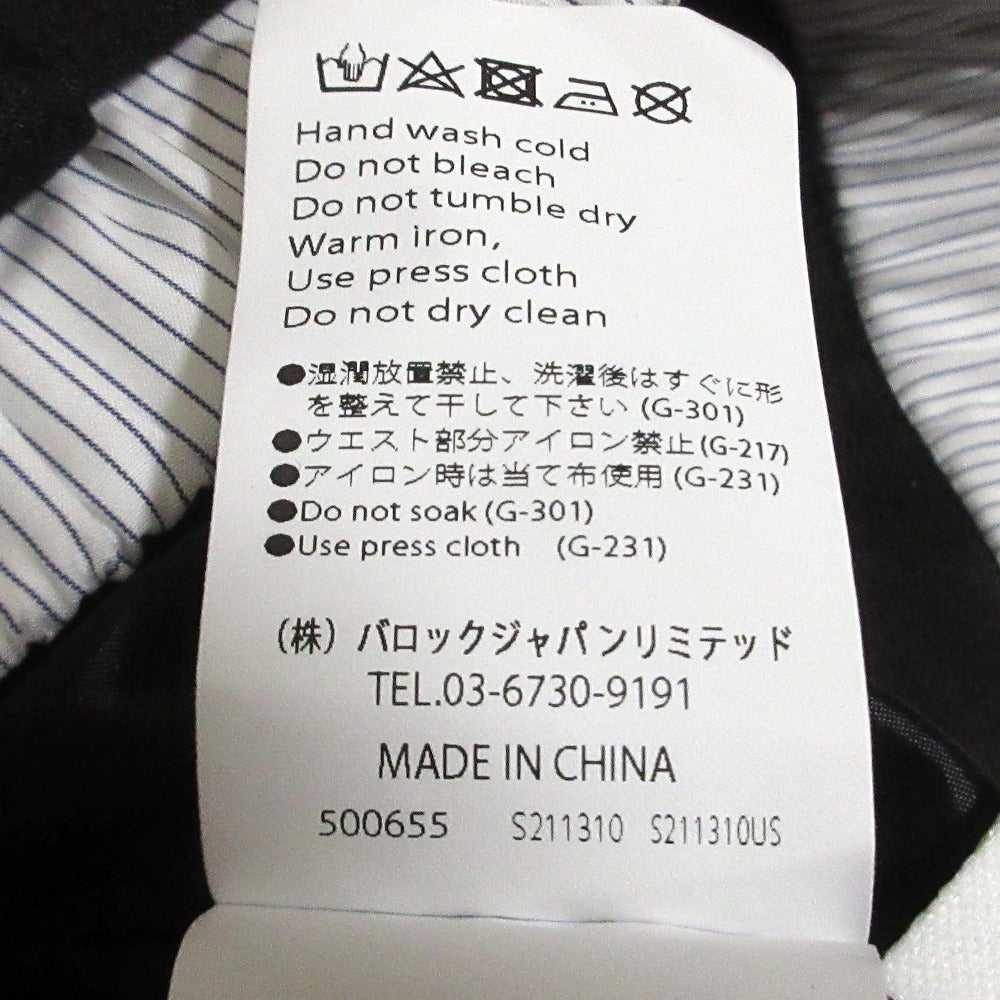 Hand wash cold
Do not bleach
Do not tumble dry
Warm iron,
Use press cloth
Do not dry clean
●湿潤放置禁止、洗濯後はすぐに形
を整えて干して下さい (G-301)
●ウエスト部分アイロン禁止(G-217)
●アイロン時は当て布使用 (G-231)
●Do not soak (G-301)
●Use press cloth (G-231)
(株) バロックジャパンリミテッド
TEL.03-6730-9191
MADE IN CHINA
500655 S211310 S211310US